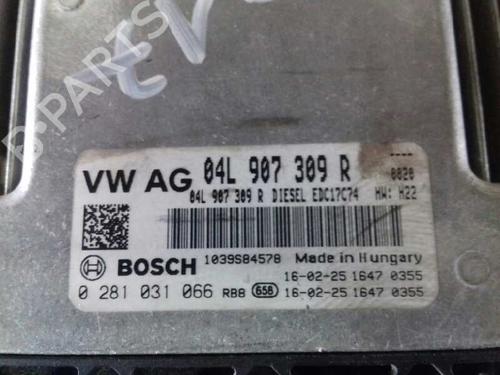 B-PARTS
VW AG 04L 907 309 R ----
04L 907 309 R DIESEL EDC17C74 0020
HW: H22
BOSCH 1039S84578 Made in Hungary
16-02-25 1647 0355
0 281 031 066 RBB 658 16-02-25 1647 0355